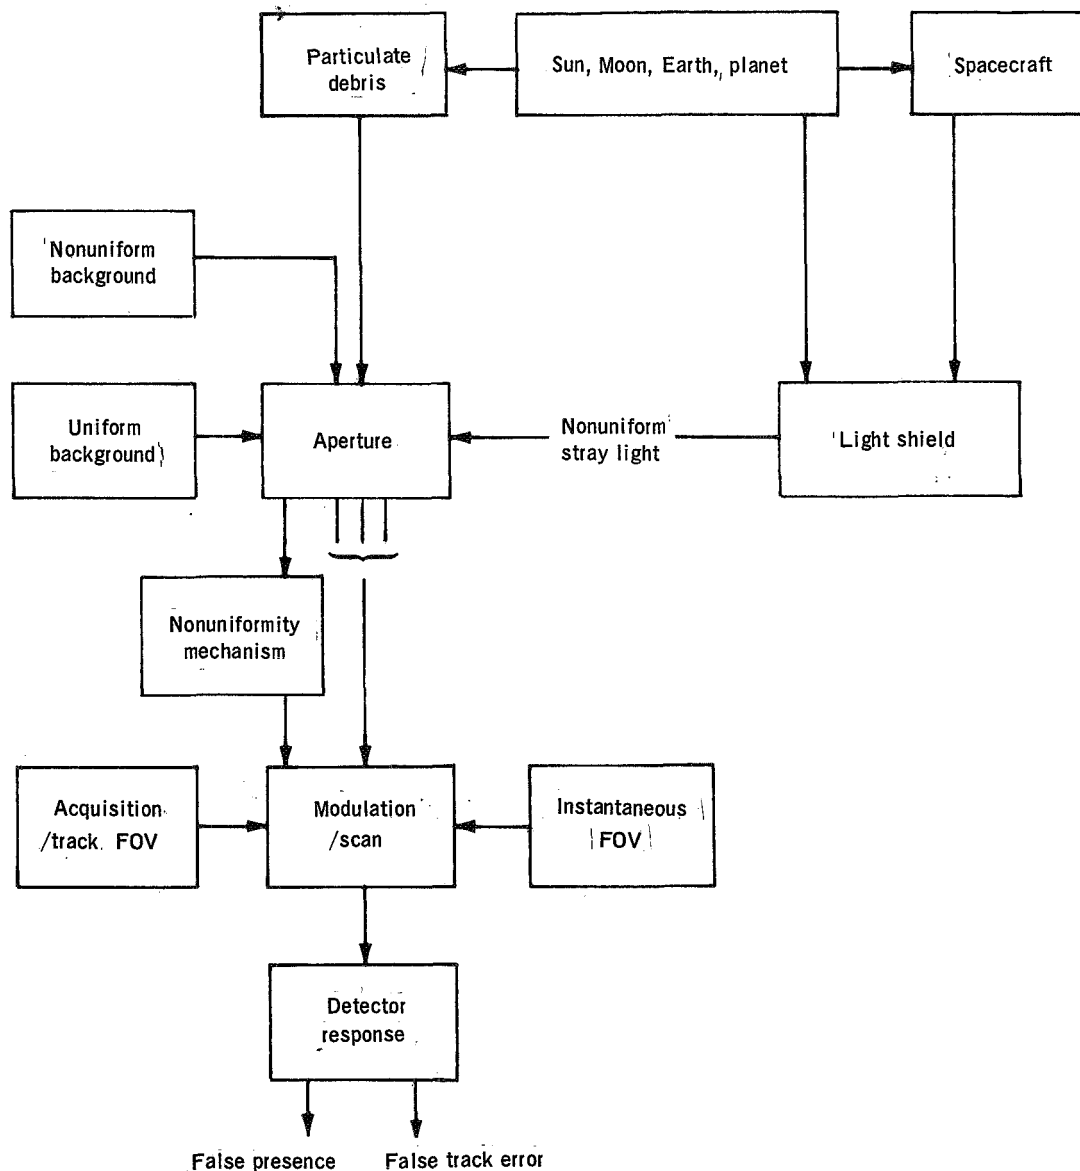 Particulate
debris
Sun, Moon, Earth, planet
Spacecraft
Nonuniform
background
Uniform
background
Aperture
Nonuniform
stray light
Light shield
Nonuniformity
mechanism
Acquisition
/track FOV
Modulation
/scan
Instantaneous
FOV
Detector
response
False presence
False track error